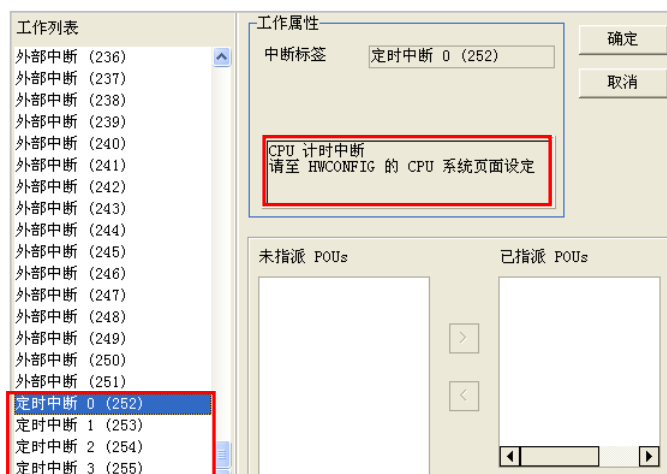 工作列表
外部中断 (236)
外部中断 (237)
外部中断 (238)
外部中断 (239)
外部中断 (240)
外部中断 (241)
外部中断 (242)
外部中断 (243)
外部中断 (244)
外部中断 (245)
外部中断 (246)
外部中断 (247)
外部中断 (248)
外部中断 (249)
外部中断 (250)
外部中断 (251)
定时中断 0 (252)
定时中断 1 (253)
定时中断 2 (254)
定时中断 3 (255)
工作属性
中断标签 定时中断 0 (252)
CPU 计时中断
请至 HWCONFIG 的 CPU 系统页面设定
确定
取消
未指派 POUs
已指派 POUs
>
<